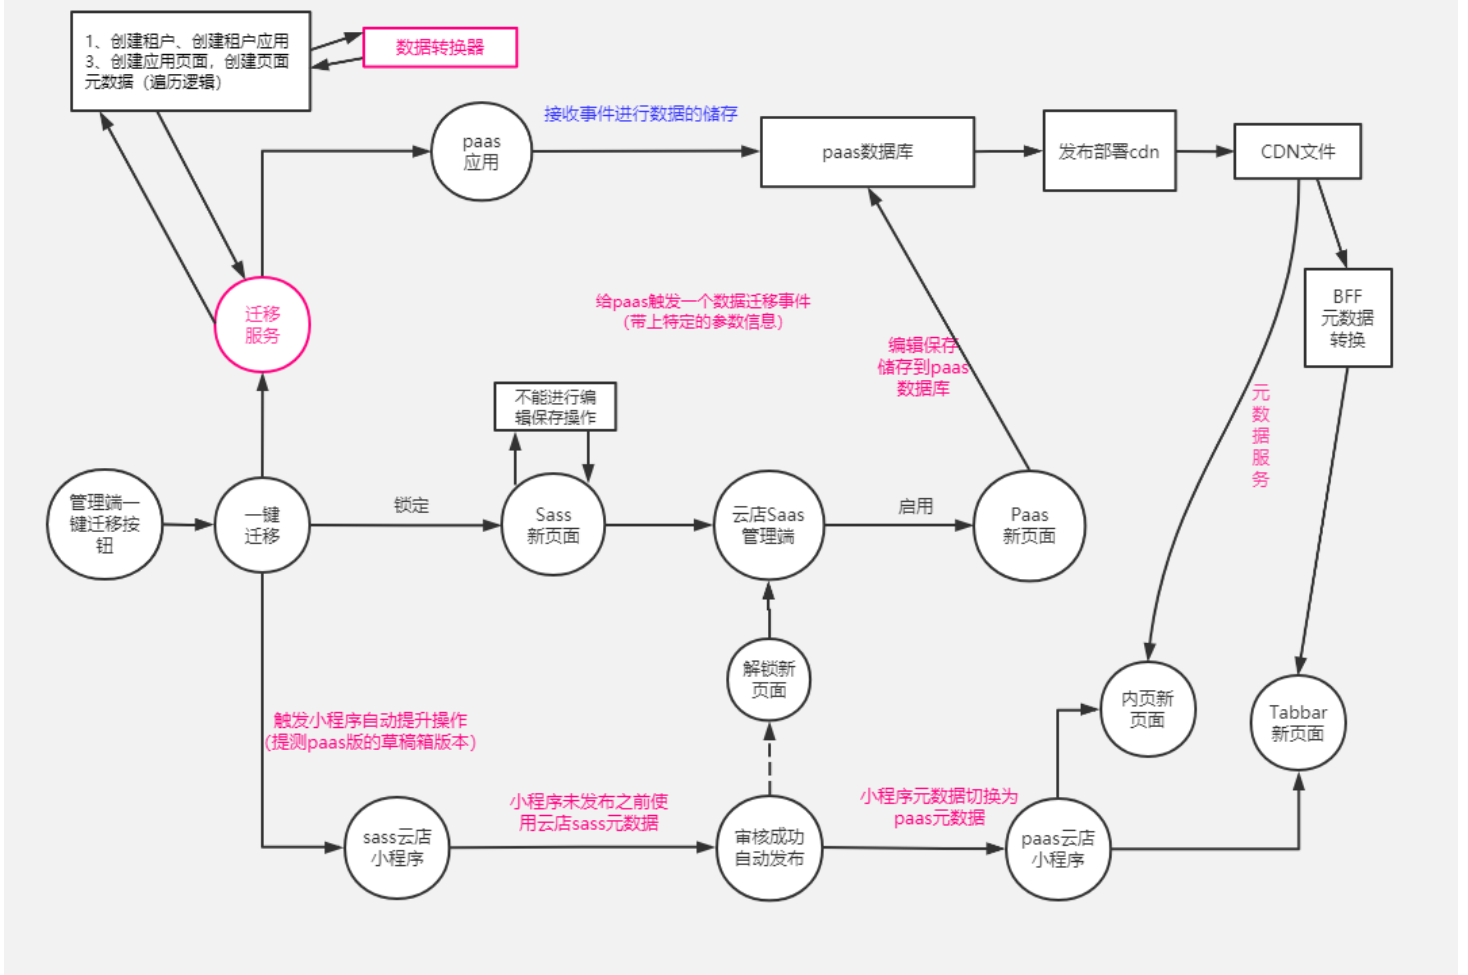 1、创建租户、创建租户应用
3、创建应用页面，创建页面
元数据（遍历逻辑）
数据转换器
paas
应用
接收事件进行数据的储存
paas数据库
发布部署cdn
CDN文件
迁移
服务
给paas触发一个数据迁移事件
（带上特定的参数信息）
BFF
元数据
转换
编辑保存
储存到paas
数据库
不能进行编
辑保存操作
元
数
据
服
务
管理端一
键迁移按
钮
一键
迁移
锁定
Sass
新页面
云店Saas
管理端
启用
Paas
新页面
解锁新
页面
内页新
页面
Tabbar
新页面
触发小程序自动提升操作
（提测paas版的草稿箱版本）
小程序未发布之前使
用云店sass元数据
小程序元数据切换为
paas元数据
sass云店
小程序
审核成功
自动发布
paas云店
小程序